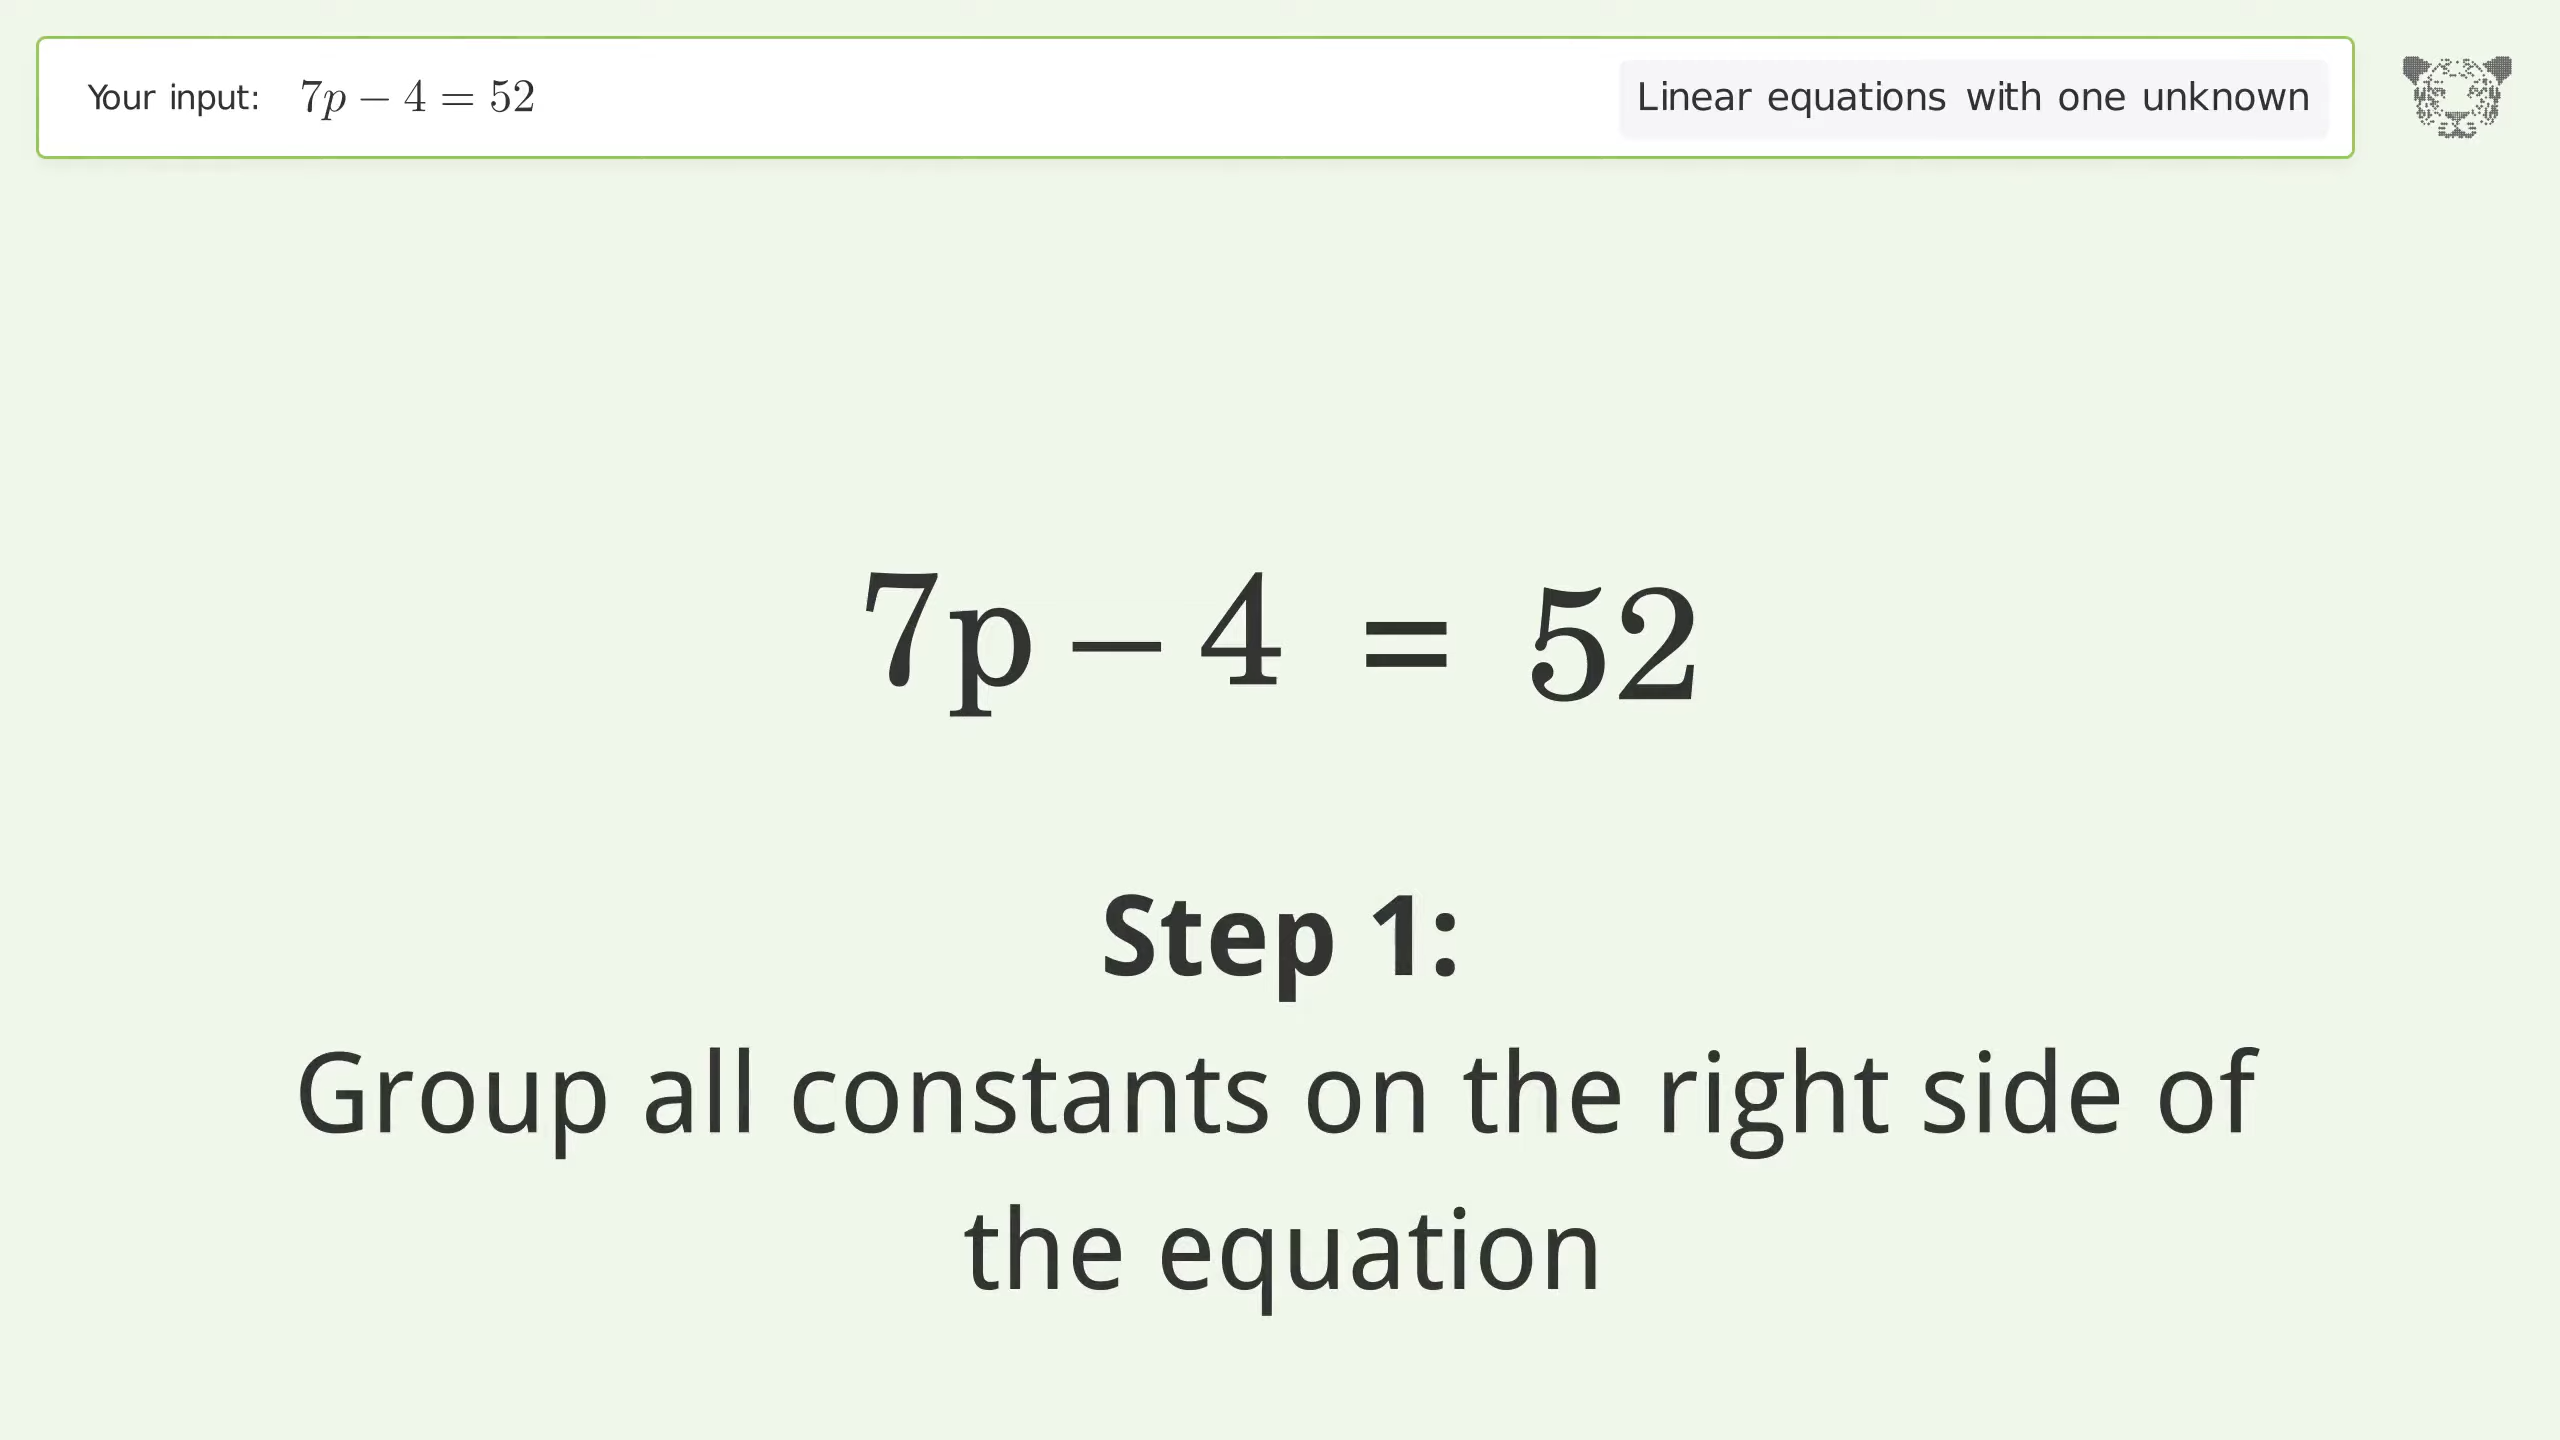 Your input: 7p − 4 = 52
Linear equations with one unknown
7p − 4 = 52
Step 1:
Group all constants on the right side of
the equation